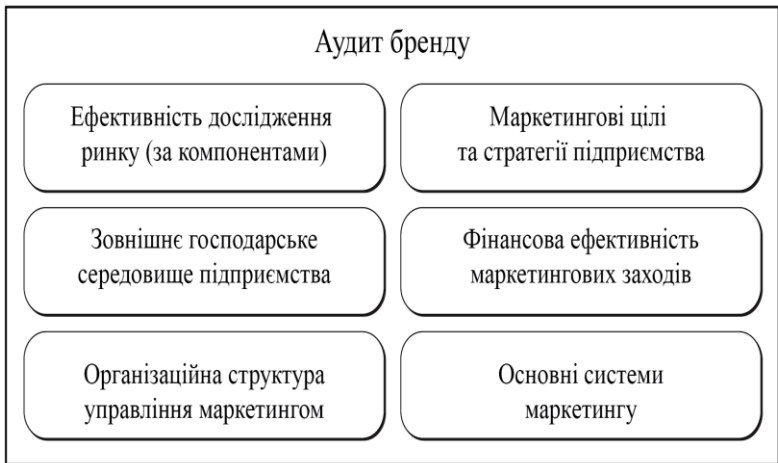 Аудит бренду
Ефективність дослідження
ринку (за компонентами)
Маркетингові цілі
та стратегії підприємства
Зовнішнє господарське
середовище підприємства
Фінансова ефективність
маркетингових заходів
Організаційна структура
управління маркетингом
Основні системи
маркетингу